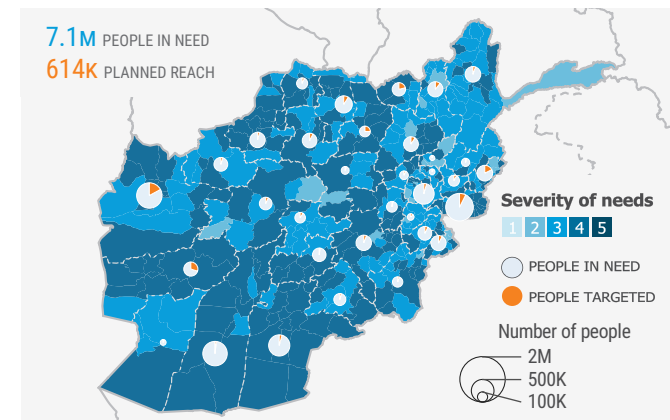 7.1M PEOPLE IN NEED
614K PLANNED REACH
Severity of needs
1 2 3 4 5
PEOPLE IN NEED
PEOPLE TARGETED
Number of people
2M
500K
100K